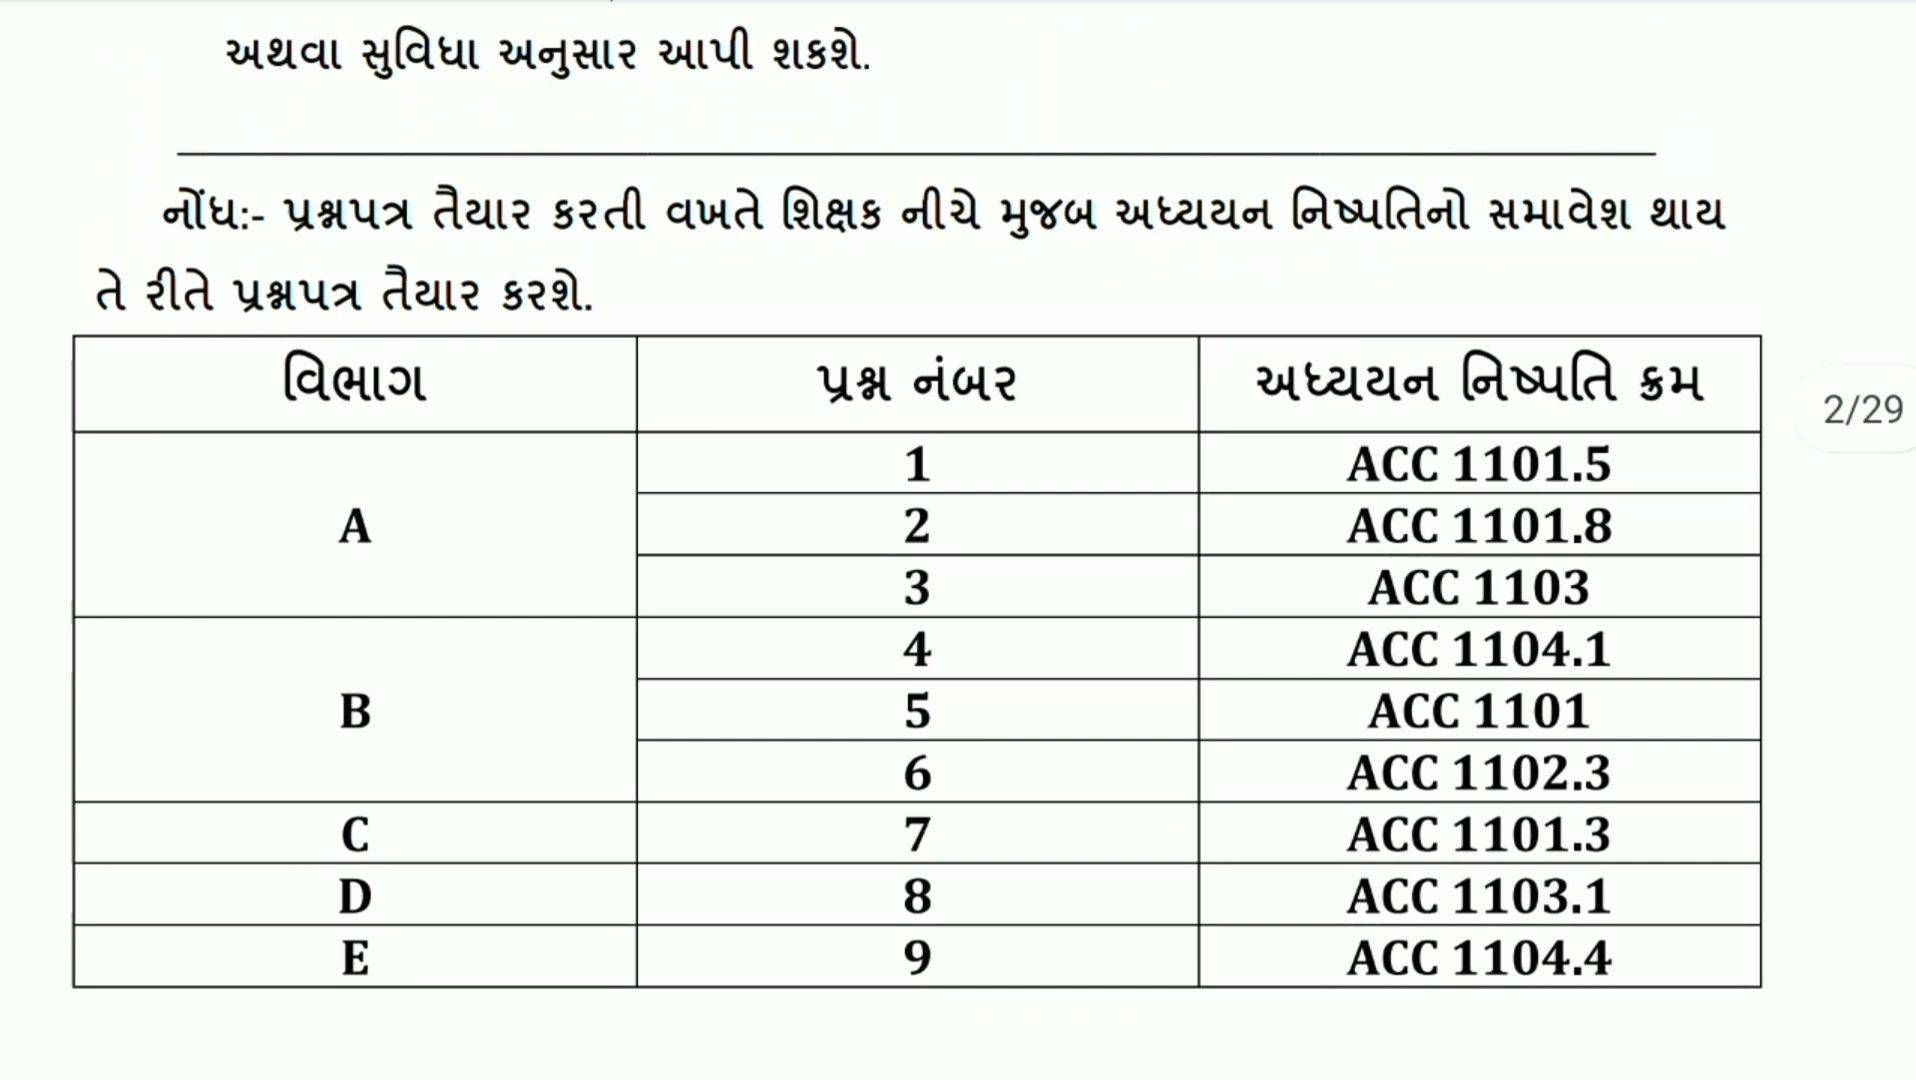 અથવા સુવિધા અનુસાર આપી શકશે.
નોંધ:- પ્રશ્નપત્ર તૈયાર કરતી વખતે શિક્ષક નીચે મુજબ અધ્યયન નિષ્પતિનો સમાવેશ થાય
તે રીતે પ્રશ્નપત્ર તૈયાર કરશે.
વિભાગ પ્રશ્ન નંબર અધ્યયન નિષ્પતિ ક્રમ
2/29
1 ACC 1101.5
A 2 ACC 1101.8
3 ACC 1103
4 ACC 1104.1
B 5 ACC 1101
6 ACC 1102.3
C 7 ACC 1101.3
D 8 ACC 1103.1
E 9 ACC 1104.4